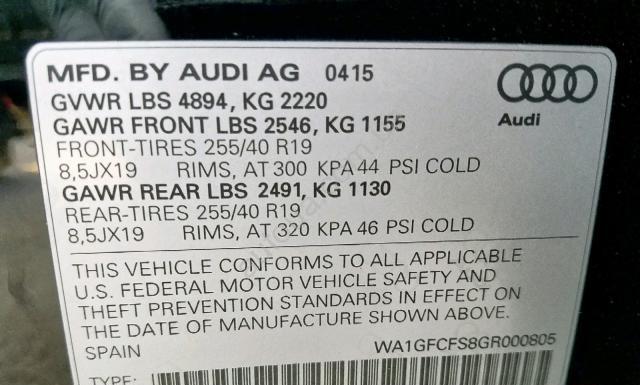 MFD. BY AUDI AG 0415
GVWR LBS 4894, KG 2220
GAWR FRONT LBS 2546, KG 1155
FRONT-TIRES 255/40 R19
8,5JX19 RIMS, AT 300 KPA 44 PSI COLD
GAWR REAR LBS 2491, KG 1130
REAR-TIRES 255/40 R19
8,5JX19 RIMS, AT 320 KPA 46 PSI COLD
Audi
THIS VEHICLE CONFORMS TO ALL APPLICABLE
U.S. FEDERAL MOTOR VEHICLE SAFETY AND
THEFT PREVENTION STANDARDS IN EFFECT ON
THE DATE OF MANUFACTURE SHOWN ABOVE.
SPAIN WA1GFCFS8GR000805
TYPE: